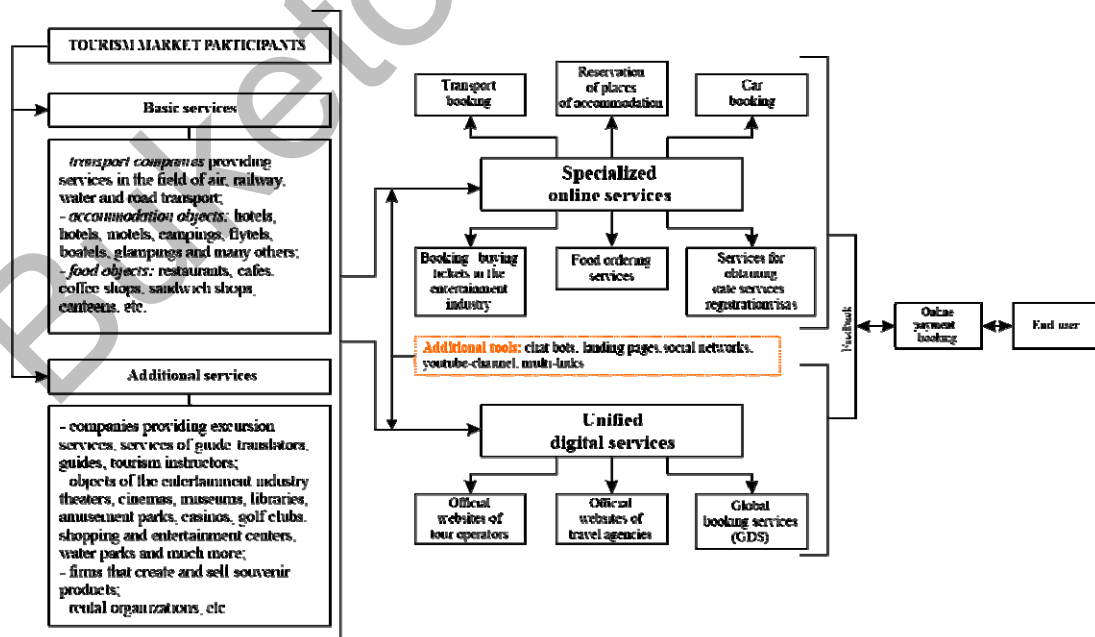 TOURISM MARKET PARTICIPANTS
Basic services
transport companies providing
services in the field of air, railway,
water and road transport;
- accommodation objects: hotels,
hotels, motels, campings, flytels,
boatels, glampings and many others;
- food objects: restaurants, cafes,
coffee shops, sandwich shops,
canteens, etc.
Additional services
- companies providing excursion
services, services of guide translators,
guides, tourism instructors;
objects of the entertainment industry
theaters, cinemas, museums, libraries,
amusement parks, casinos, golf clubs,
shopping and entertainment centers,
water parks and much more;
- firms that create and sell souvenir
products;
rental organizations, etc
Transport
booking
Reservation
of places
of accommodation
Car
booking
Specialized
online services
Booking buying
tickets in the
entertainment
industry
Food ordering
services
Services for
obtaining
state services
registration/visas
Additional tools: chat bots, landing pages, social networks,
youtube-channel, multi-links
Unified
digital services
Official
websites of
tour operators
Official
websites of
travel agencies
Global
booking services
(GDS)
Feedback
Online
payment
booking
End user